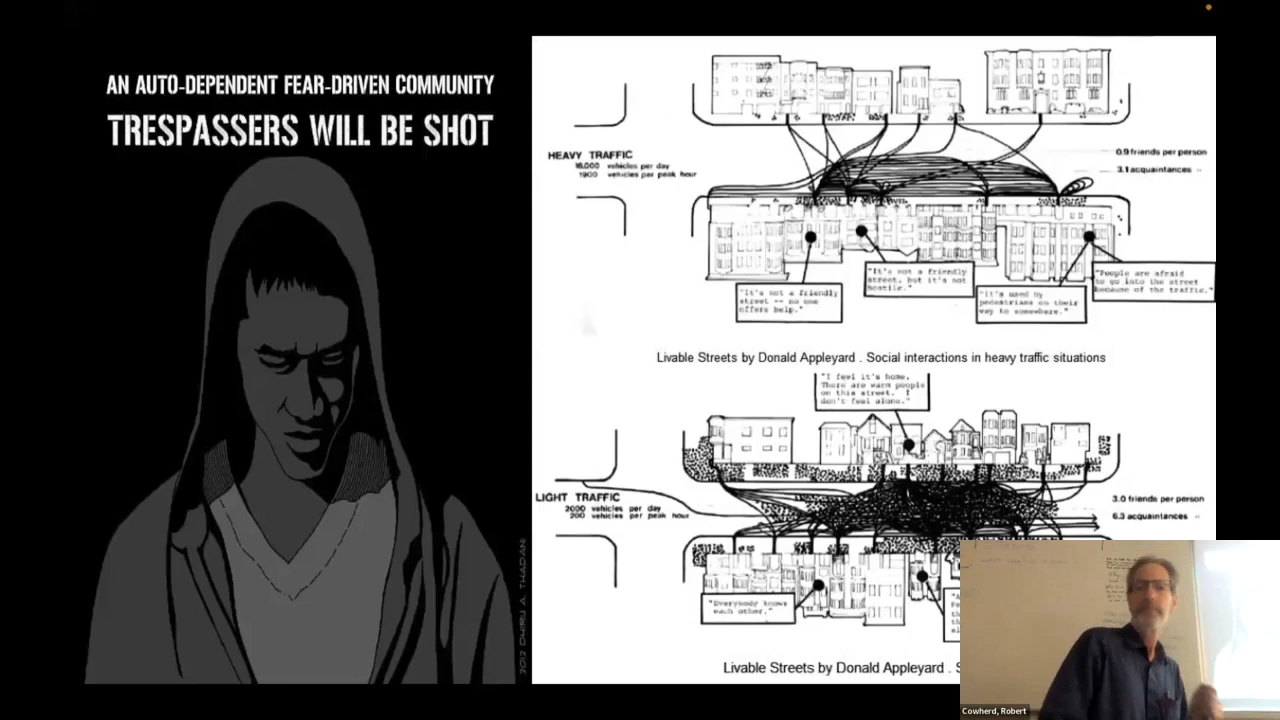 AN AUTO-DEPENDENT FEAR-DRIVEN COMMUNITY
TRESPASSERS WILL BE SHOT
2012 DHIRU A. THADANI
HEAVY TRAFFIC
16,000 vehicles per day
1900 vehicles per peak hour
0.9 friends per person
3.1 acquaintances
"It's not a friendly
street -- no one
offers help."
"It's not a friendly
street, but it's not
hostile."
"It's used by
pedestrians on their
way to somewhere."
"People are afraid
to go into the street
because of the traffic."
Livable Streets by Donald Appleyard . Social interactions in heavy traffic situations
"I feel it's home.
There are warm people
on this street. I
don't feel alone."
LIGHT TRAFFIC
2000 vehicles per day
200 vehicles per peak hour
3.0 friends per person
6.3 acquaintances
"Everybody knows
each other."
Livable Streets by Donald Appleyard .
Cowherd, Robert